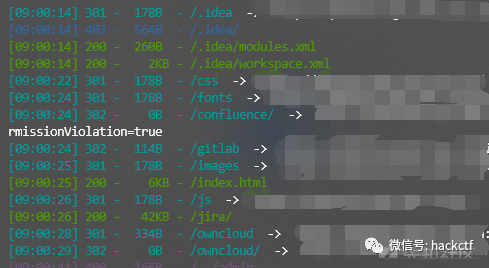 [09:00:14] 301 - 178B - /.idea ->
[09:00:14] 403 - 564B - /.idea/
[09:00:14] 200 - 260B - /.idea/modules.xml
[09:00:14] 200 - 2KB - /.idea/workspace.xml
[09:00:22] 301 - 178B - /css ->
[09:00:24] 301 - 178B - /fonts ->
[09:00:24] 302 - 0B - /confluence/ ->
rmissionViolation=true
[09:00:24] 302 - 114B - /gitlab ->
[09:00:25] 301 - 178B - /images ->
[09:00:25] 200 - 6KB - /index.html
[09:00:26] 301 - 178B - /js ->
[09:00:26] 200 - 42KB - /jira/
[09:00:28] 301 - 334B - /owncloud ->
[09:00:29] 302 - 0B - /owncloud/ ->
微信号: hackctf